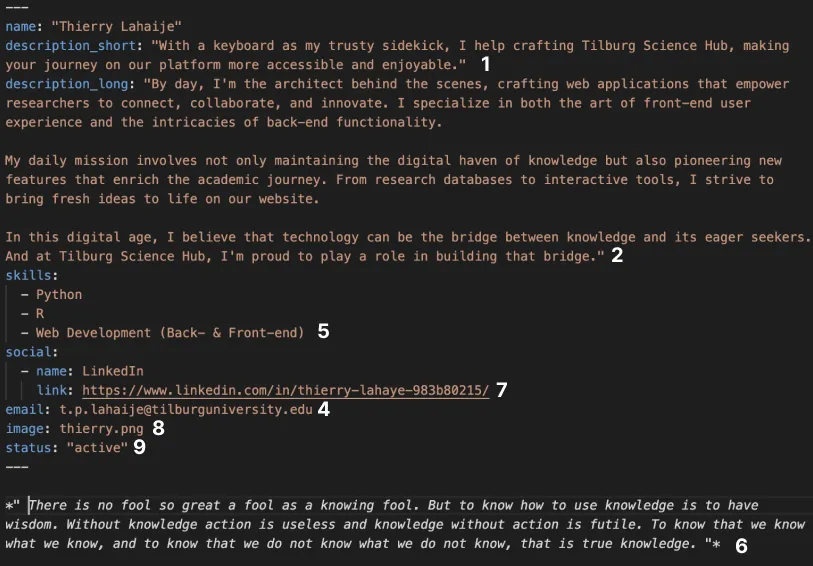 ---
name: "Thierry Lahaije"
description_short: "With a keyboard as my trusty sidekick, I help crafting Tilburg Science Hub, making
your journey on our platform more accessible and enjoyable." 1
description_long: "By day, I'm the architect behind the scenes, crafting web applications that empower
researchers to connect, collaborate, and innovate. I specialize in both the art of front-end user
experience and the intricacies of back-end functionality.
My daily mission involves not only maintaining the digital haven of knowledge but also pioneering new
features that enrich the academic journey. From research databases to interactive tools, I strive to
bring fresh ideas to life on our website.
In this digital age, I believe that technology can be the bridge between knowledge and its eager seekers.
And at Tilburg Science Hub, I'm proud to play a role in building that bridge." 2
skills:
- Python
- R
- Web Development (Back- & Front-end) 5
social:
- name: LinkedIn
link: https://www.linkedin.com/in/thierry-lahaye-983b80215/ 7
email: t.p.lahaije@tilburguniversity.edu 4
image: thierry.png 8
status: "active" 9
---
*" There is no fool so great a fool as a knowing fool. But to know how to use knowledge is to have
wisdom. Without knowledge action is useless and knowledge without action is futile. To know that we know
what we know, and to know that we do not know what we do not know, that is true knowledge. "* 6